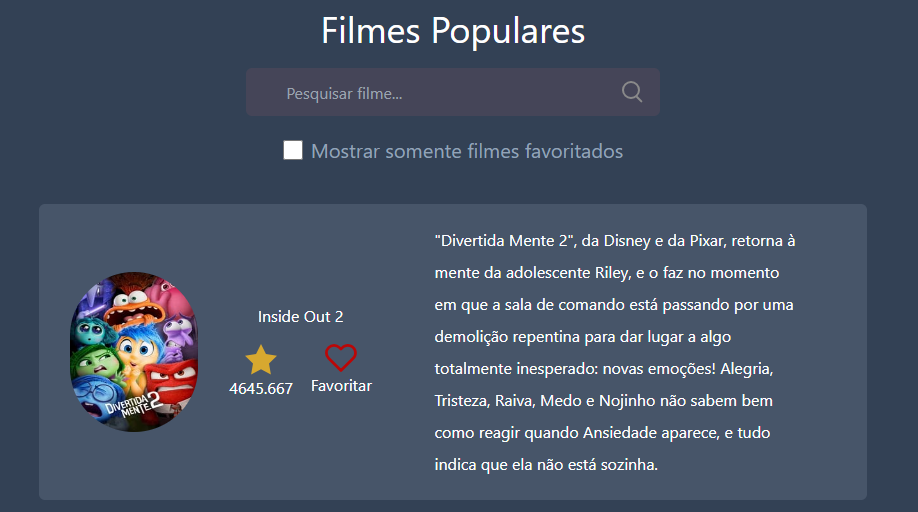 Filmes Populares
Pesquisar filme...
Mostrar somente filmes favoritados
DIVERTIDA
MENTE 2
Inside Out 2
4645.667
Favoritar
"Divertida Mente 2", da Disney e da Pixar, retorna à
mente da adolescente Riley, e o faz no momento
em que a sala de comando está passando por uma
demolição repentina para dar lugar a algo
totalmente inesperado: novas emoções! Alegria,
Tristeza, Raiva, Medo e Nojinho não sabem bem
como reagir quando Ansiedade aparece, e tudo
indica que ela não está sozinha.